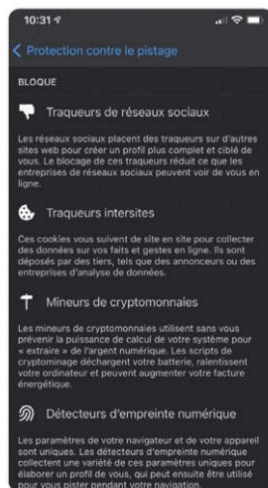 10:31
Protection contre le pistage
BLOQUE
Traqueurs de réseaux sociaux
Les réseaux sociaux placent des traqueurs sur d'autres
sites web pour créer un profil plus complet et ciblé de
vous. Le blocage de ces traqueurs réduit ce que les
entreprises de réseaux sociaux peuvent voir de vous en
ligne.
Traqueurs intersites
Ces cookies vous suivent de site en site pour collecter
des données sur vos faits et gestes en ligne. Ils sont
déposés par des tiers, tels que des annonceurs ou des
entreprises d'analyse de données.
Mineurs de cryptomonnaies
Les mineurs de cryptomonnaies utilisent sans vous
prévenir la puissance de calcul de votre système pour
« extraire » de l'argent numérique. Les scripts de
cryptominage déchargent votre batterie, ralentissent
votre ordinateur et peuvent augmenter votre facture
énergétique.
Détecteurs d'empreinte numérique
Les paramètres de votre navigateur et de votre appareil
sont uniques. Les détecteurs d'empreinte numérique
collectent une variété de ces paramètres uniques pour
élaborer un profil de vous, qui peut ensuite être utilisé
pour vous pister pendant votre navigation.